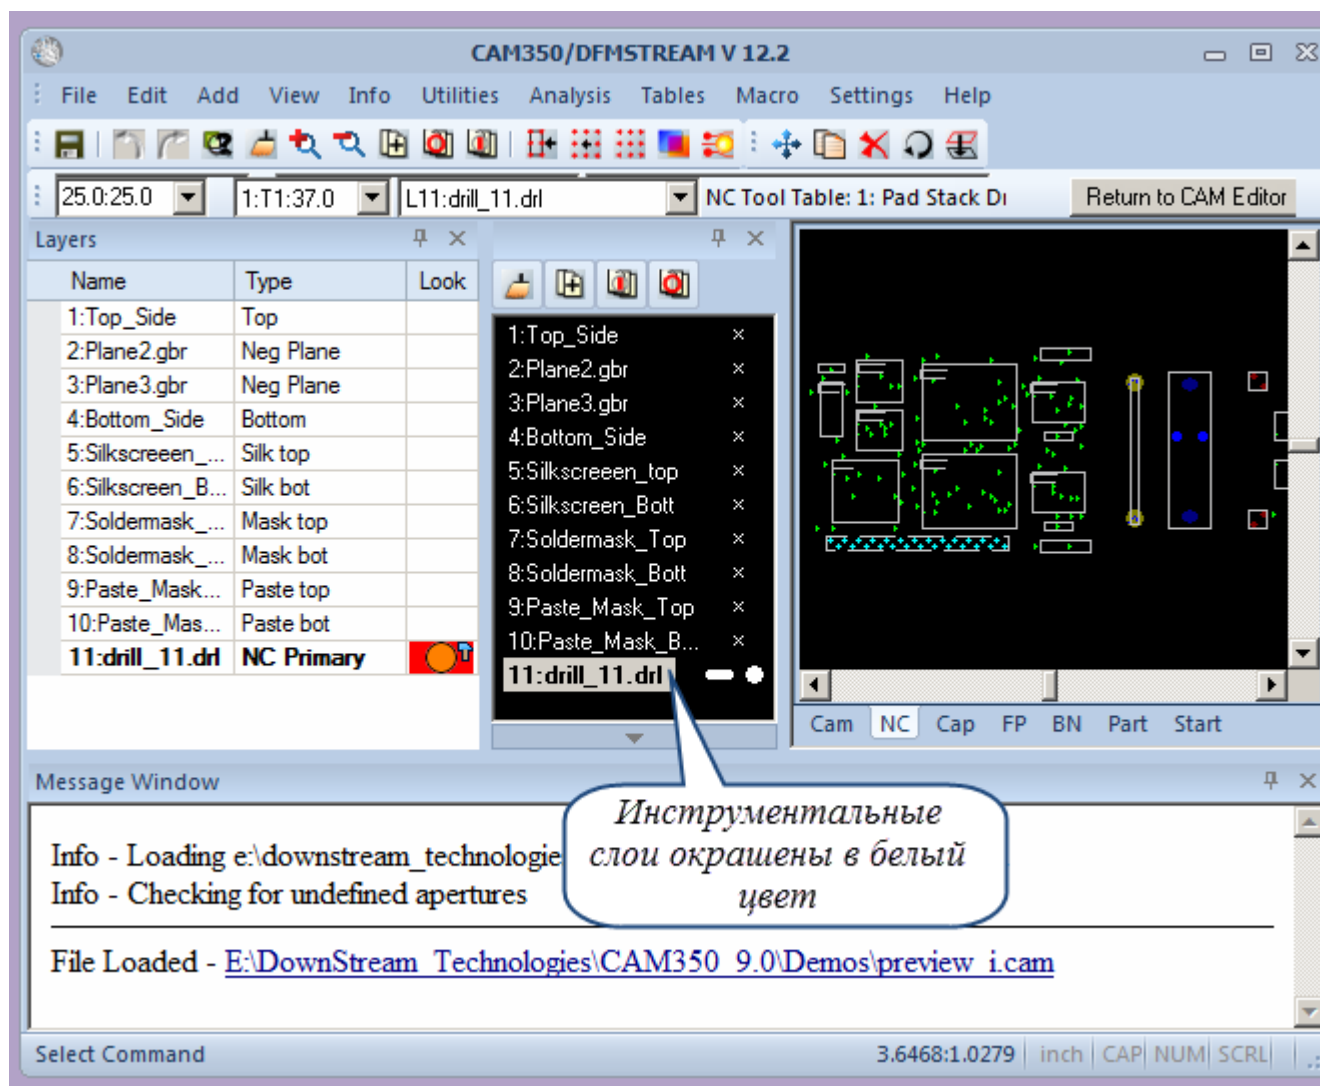 CAM350/DFMSTREAM V 12.2
File Edit Add View Info Utilities Analysis Tables Macro Settings Help
25.0:25.0 1:T1:37.0 L11:drill_11.drl NC Tool Table: 1: Pad Stack Return to CAM Editor
Layers
Name Type Look
1:Top_Side Top
2:Plane2.gbr Neg Plane
3:Plane3.gbr Neg Plane
4:Bottom_Side Bottom
5:Silkscreeen_... Silk top
6:Silkscreen_B... Silk bot
7:Soldermask_... Mask top
8:Soldermask_... Mask bot
9:Paste_Mask... Paste top
10:Paste_Mas... Paste bot
11:drill_11.drl NC Primary
1:Top_Side
2:Plane2.gbr
3:Plane3.gbr
4:Bottom_Side
5:Silkscreeen_top
6:Silkscreen_Bott
7:Soldermask_Top
8:Soldermask_Bott
9:Paste_Mask_Top
10:Paste_Mask_B...
11:drill_11.drl
Cam NC Cap FP BN Part Start
Message Window
Info - Loading e:\downstream_technologie
Info - Checking for undefined apertures
File Loaded - E:\DownStream_Technologies\CAM350_9.0\Demos\preview_i.cam
Инструментальные
слои окрашены в белый
цвет
Select Command 3.6468:1.0279 inch CAP NUM SCRL